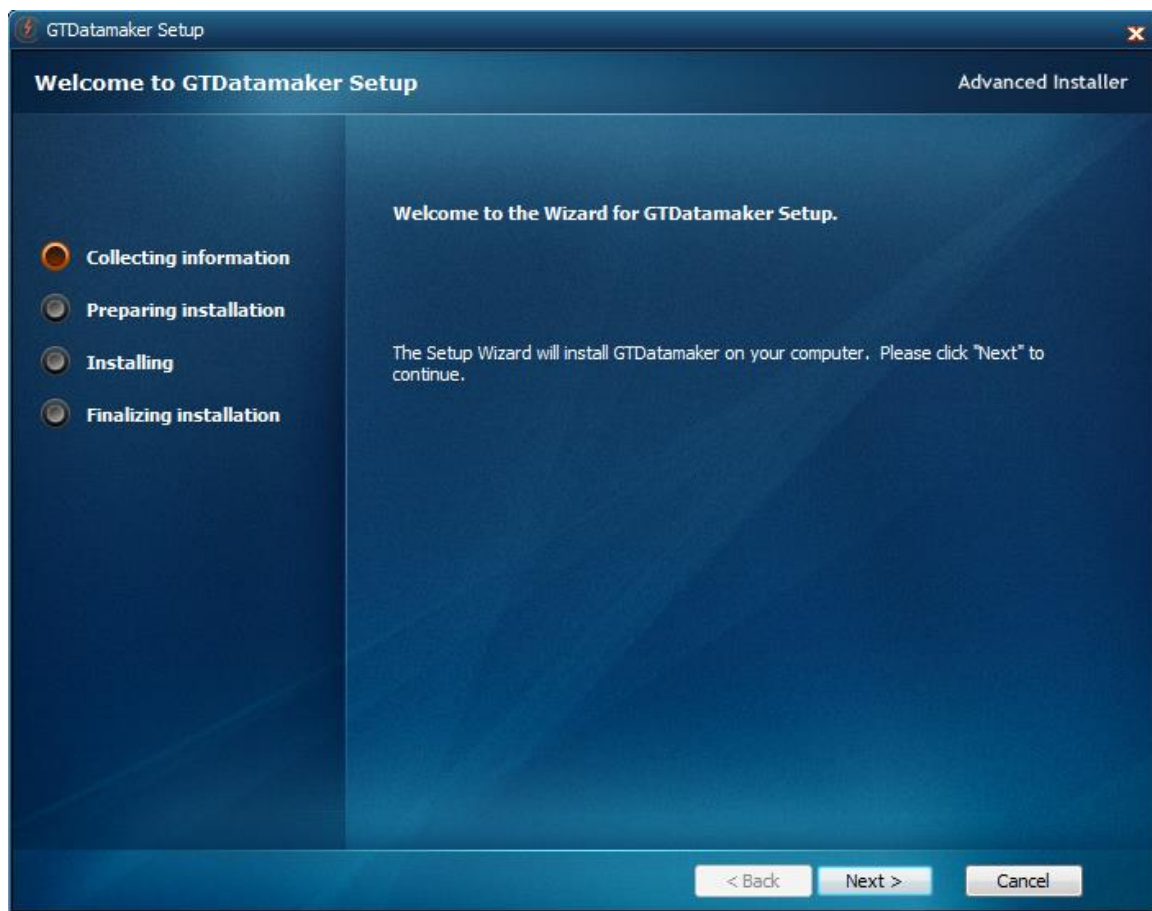 GTDatamaker Setup
Welcome to GTDatamaker Setup
Advanced Installer
Collecting information
Preparing installation
Installing
Finalizing installation
Welcome to the Wizard for GTDatamaker Setup.
The Setup Wizard will install GTDatamaker on your computer.  Please click "Next" to
continue.
< Back
Next >
Cancel